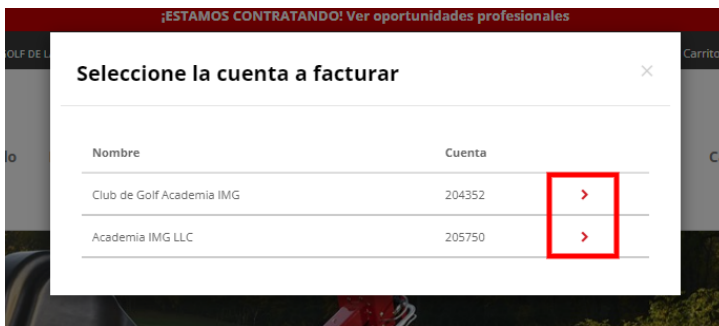 ¡ESTAMOS CONTRATANDO! Ver oportunidades profesionales
Carrito
Seleccione la cuenta a facturar
Nombre Cuenta
Club de Golf Academia IMG 204352
Academia IMG LLC 205750